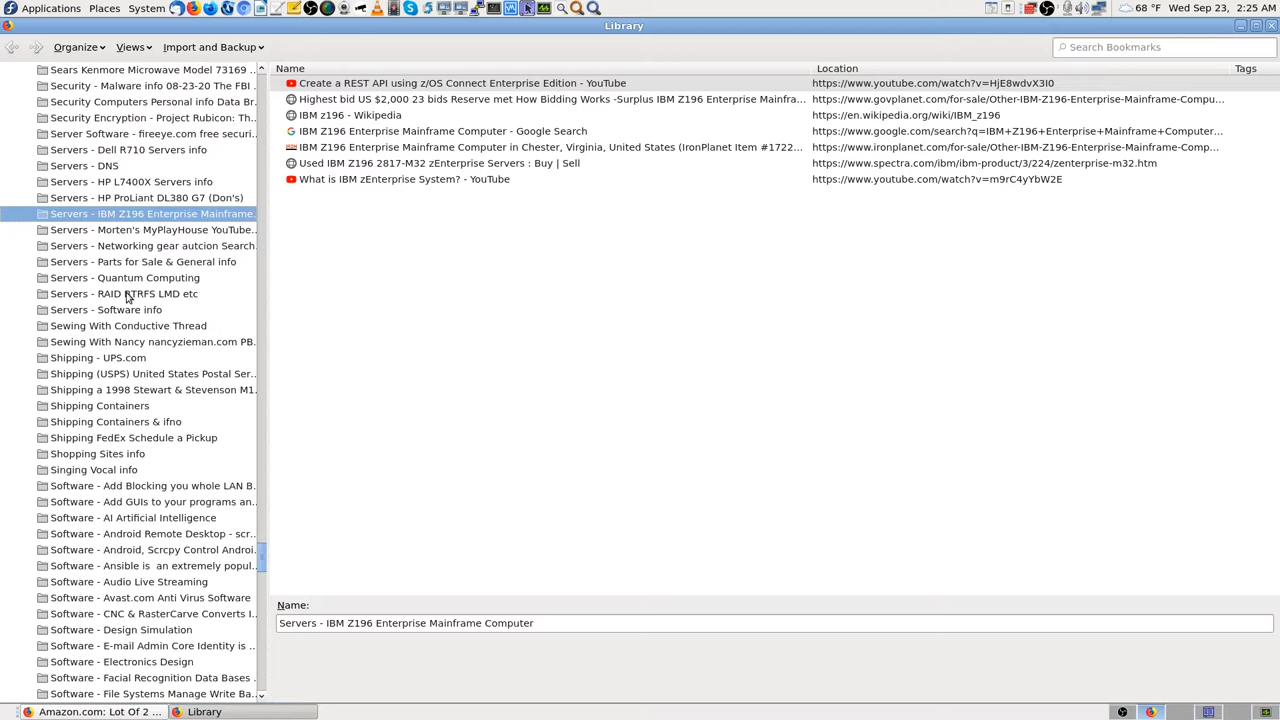 Applications Places System 68 °F Wed Sep 23, 2:25 AM
Library
Organize Views Import and Backup Search Bookmarks
Name Location Tags
Sears Kenmore Microwave Model 73169 ...
Security - Malware info 08-23-20 The FBI ...
Security Computers Personal info Data Br...
Security Encryption - Project Rubicon: Th...
Server Software - fireeye.com free securi...
Servers - Dell R710 Servers info
Servers - DNS
Servers - HP L7400X Servers info
Servers - HP ProLiant DL380 G7 (Don's)
Servers - IBM Z196 Enterprise Mainframe...
Servers - Morten's MyPlayHouse YouTube...
Servers - Networking gear autcion Search...
Servers - Parts for Sale & General info
Servers - Quantum Computing
Servers - RAID BTRFS LMD etc
Servers - Software info
Sewing With Conductive Thread
Sewing With Nancy nancyzieman.com PB...
Shipping - UPS.com
Shipping (USPS) United States Postal Ser...
Shipping a 1998 Stewart & Stevenson M1...
Shipping Containers
Shipping Containers & ifno
Shipping FedEx Schedule a Pickup
Shopping Sites info
Singing Vocal info
Software - Add Blocking you whole LAN B...
Software - Add GUIs to your programs an...
Software - AI Artificial Intelligence
Software - Android Remote Desktop - scr...
Software - Android, Scrcpy Control Androi...
Software - Ansible is an extremely popul...
Software - Audio Live Streaming
Software - Avast.com Anti Virus Software
Software - CNC & RasterCarve Converts I...
Software - Design Simulation
Software - E-mail Admin Core Identity is ...
Software - Electronics Design
Software - Facial Recognition Data Bases ...
Software - File Systems Manage Write Ba...
Create a REST API using z/OS Connect Enterprise Edition - YouTube https://www.youtube.com/watch?v=HjE8wdvX3I0
Highest bid US $2,000 23 bids Reserve met How Bidding Works -Surplus IBM Z196 Enterprise Mainfra... https://www.govplanet.com/for-sale/Other-IBM-Z196-Enterprise-Mainframe-Compu...
IBM z196 - Wikipedia https://en.wikipedia.org/wiki/IBM_z196
IBM Z196 Enterprise Mainframe Computer - Google Search https://www.google.com/search?q=IBM+Z196+Enterprise+Mainframe+Computer...
IBM Z196 Enterprise Mainframe Computer in Chester, Virginia, United States (IronPlanet Item #1722... https://www.ironplanet.com/for-sale/Other-IBM-Z196-Enterprise-Mainframe-Comp...
Used IBM Z196 2817-M32 zEnterprise Servers : Buy | Sell https://www.spectra.com/ibm/ibm-product/3/224/zenterprise-m32.htm
What is IBM zEnterprise System? - YouTube https://www.youtube.com/watch?v=m9rC4yYbW2E
Name:
Servers - IBM Z196 Enterprise Mainframe Computer
Amazon.com: Lot Of 2 ... Library